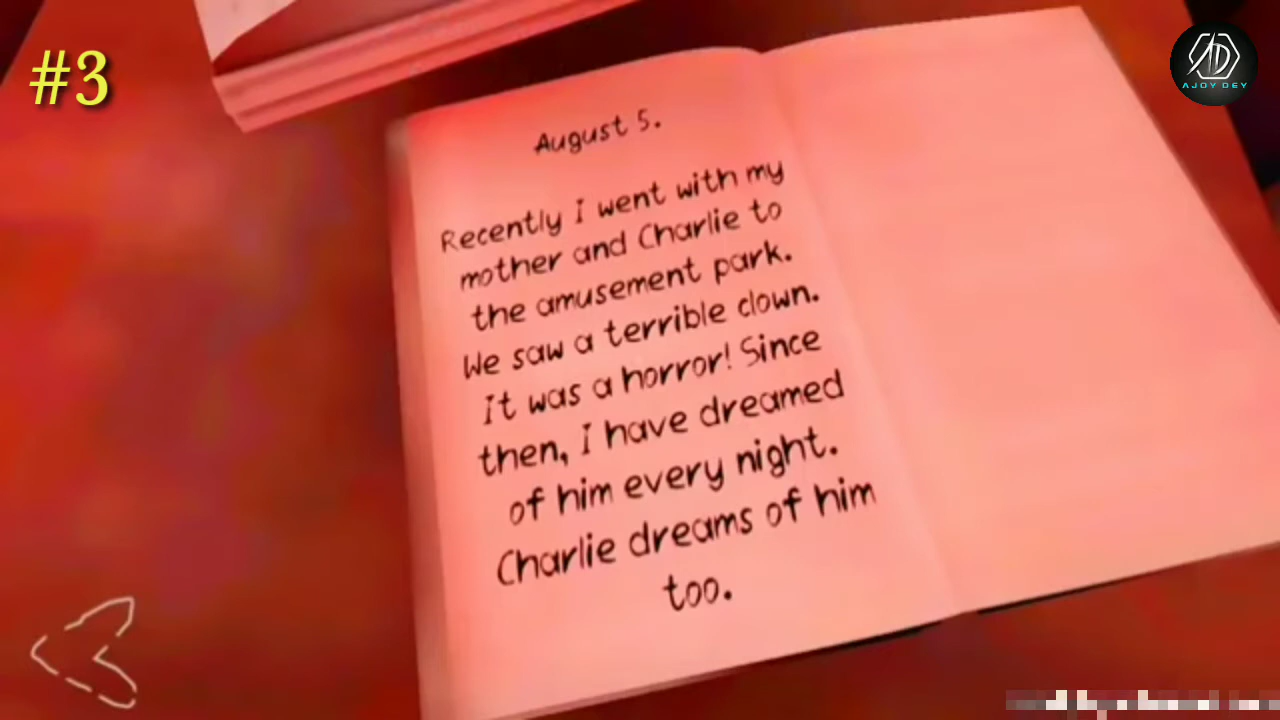 #3
AJOY DEY
August 5.
Recently I went with my
mother and Charlie to
the amusement park.
We saw a terrible clown.
It was a horror! Since
then, I have dreamed
of him every night.
Charlie dreams of him
too.